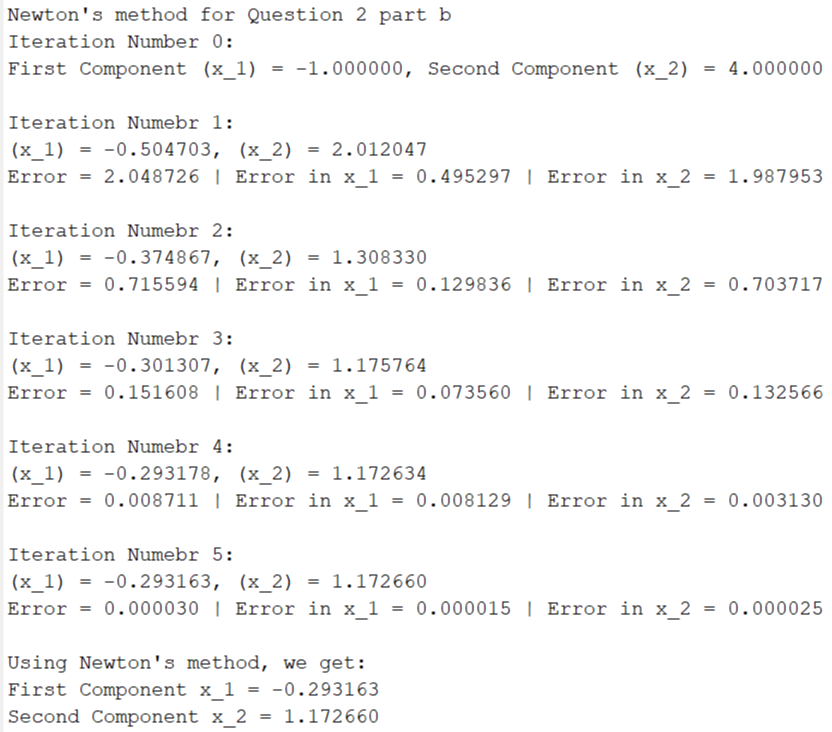 Newton's method for Question 2 part b
Iteration Number 0:
First Component (x_1) = -1.000000, Second Component (x_2) = 4.000000
Iteration Numebr 1:
(x_1) = -0.504703, (x_2) = 2.012047
Error = 2.048726 | Error in x_1 = 0.495297 | Error in x_2 = 1.987953
Iteration Numebr 2:
(x_1) = -0.374867, (x_2) = 1.308330
Error = 0.715594 | Error in x_1 = 0.129836 | Error in x_2 = 0.703717
Iteration Numebr 3:
(x_1) = -0.301307, (x_2) = 1.175764
Error = 0.151608 | Error in x_1 = 0.073560 | Error in x_2 = 0.132566
Iteration Numebr 4:
(x_1) = -0.293178, (x_2) = 1.172634
Error = 0.008711 | Error in x_1 = 0.008129 | Error in x_2 = 0.003130
Iteration Numebr 5:
(x_1) = -0.293163, (x_2) = 1.172660
Error = 0.000030 | Error in x_1 = 0.000015 | Error in x_2 = 0.000025
Using Newton's method, we get:
First Component x_1 = -0.293163
Second Component x_2 = 1.172660